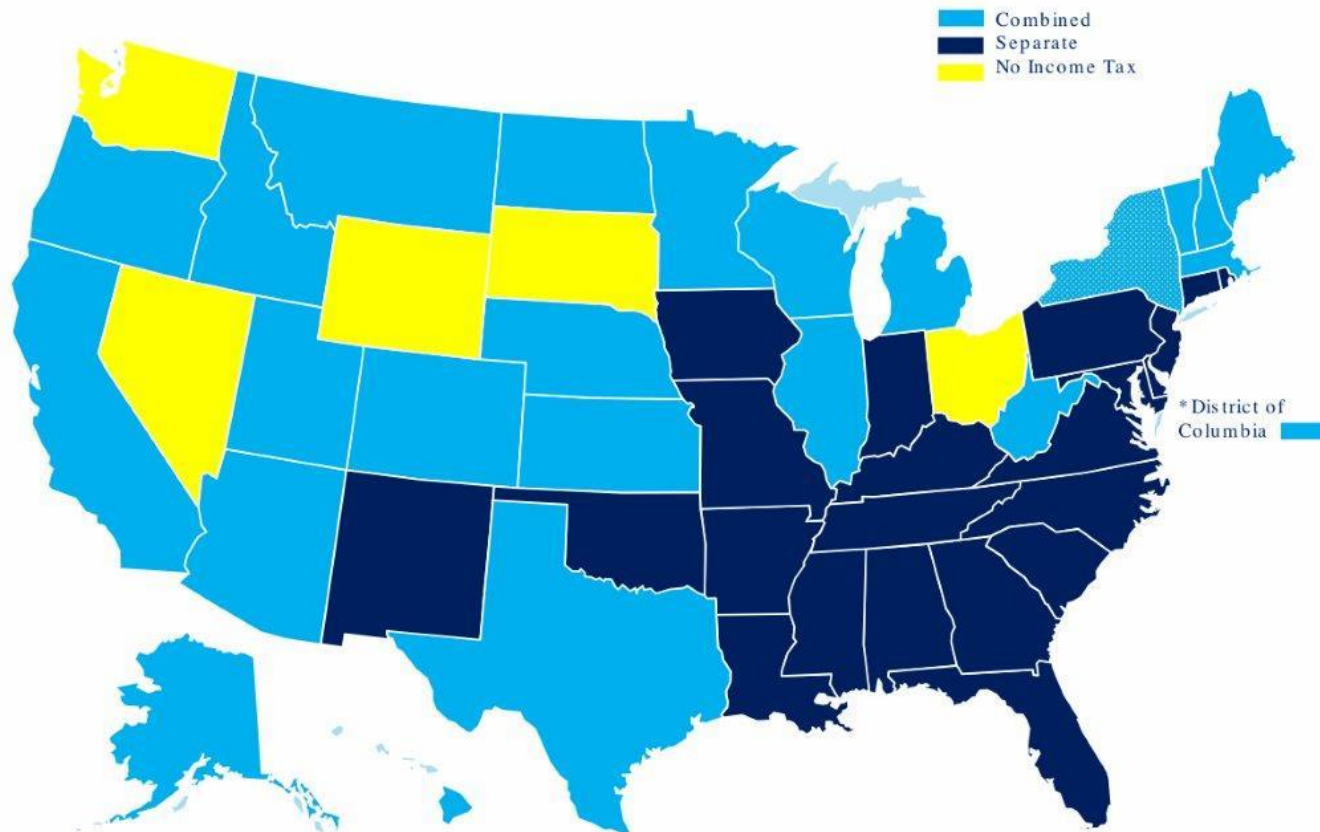 Combined
Separate
No Income Tax
*District of
Columbia